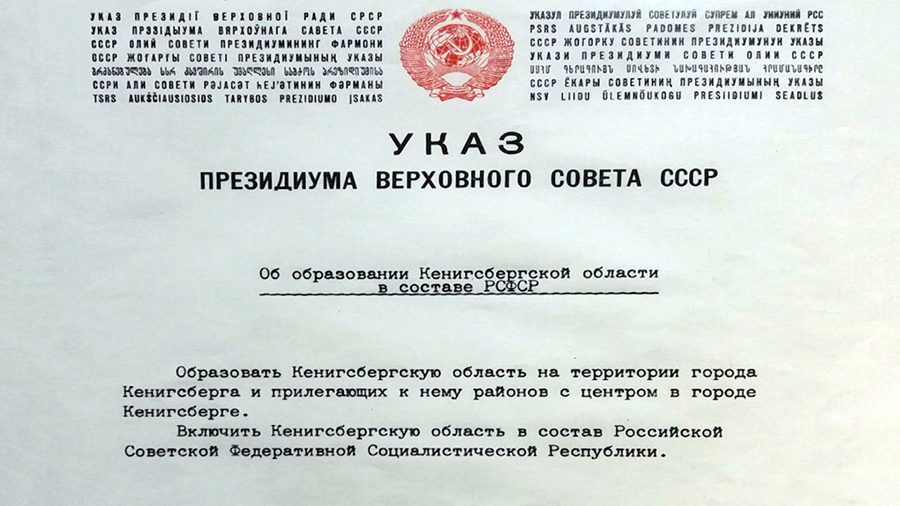 УКАЗ ПРЕЗИДІЇ ВЕРХОВНОЇ РАДИ СРСР
УКАЗ ПРЭЗІДЫУМА ВЯРХОЎНАГА САВЕТА СССР
СССР ОЛИЙ СОВЕТИ ПРЕЗИДИУМИНИНГ ФАРМОНИ
СССР ЖОҒАРҒЫ СОВЕТІ ПРЕЗИДИУМЫНЫҢ УКАЗЫ
ССРИ АЛИ СОВЕТИ РӘЈАСӘТ ҺЕЈ'ӘТИНИН ФӘРМАНЫ
TSRS AUKŠČIAUSIOSIOS TARYBOS PREZIDIUMO ĮSAKAS
УКАЗУЛ ПРЕЗИДИУМУЛУЙ СОВЕТУЛУЙ СУПРЕМ АЛ УНИУНИЙ РСС
PSRS AUGSTĀKĀS PADOMES PREZIDIJA DEKRĒTS
СССР ЖОГОРКУ СОВЕТИНИН ПРЕЗИДИУМУНУН УКАЗЫ
УКАЗИ ПРЕЗИДИУМИ СОВЕТИ ОЛИИ СССР
СССР ЁКАРЫ СОВЕТИНИҢ ПРЕЗИДИУМЫНЫҢ УКАЗЫ
NSV LIIDU ÜLEMNÕUKOGU PRESIIDIUMI SEADLUS
УКАЗ
ПРЕЗИДИУМА ВЕРХОВНОГО СОВЕТА СССР
Об образовании Кенигсбергской области
в составе РСФСР
Образовать Кенигсбергскую область на территории города
Кенигсберга и прилегающих к нему районов с центром в городе
Кенигсберге.
Включить Кенигсбергскую область в состав Российской
Советской Федеративной Социалистической Республики.